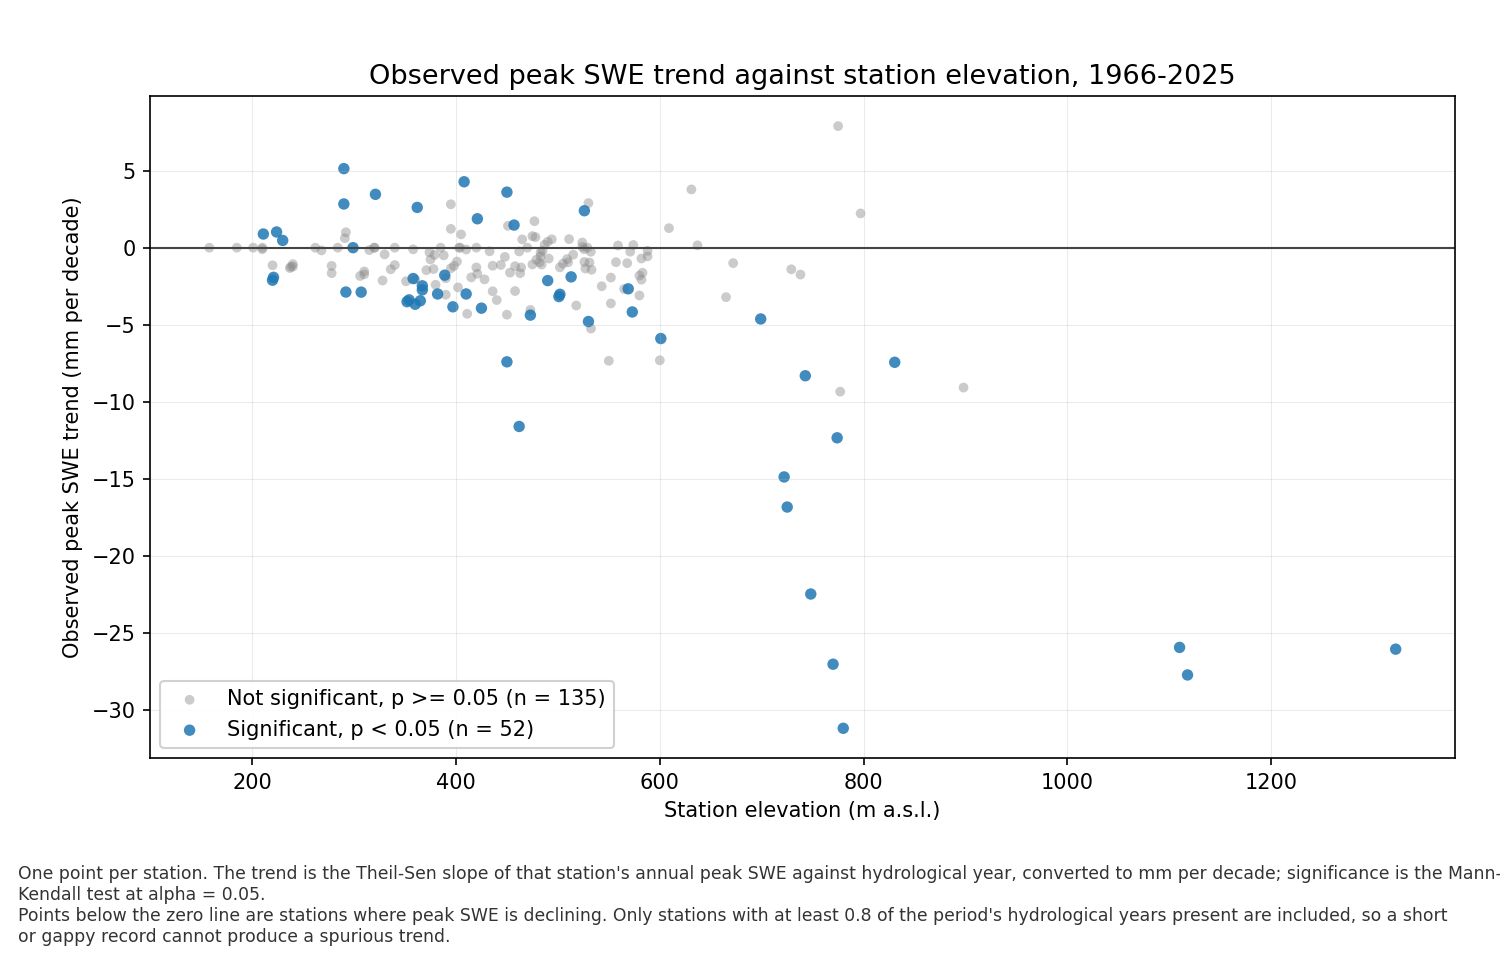 Observed peak SWE trend against station elevation, 1966-2025
Observed peak SWE trend (mm per decade)
5
0
−5
−10
−15
−20
−25
−30
Not significant, p >= 0.05 (n = 135)
Significant, p < 0.05 (n = 52)
200 400 600 800 1000 1200
Station elevation (m a.s.l.)
One point per station. The trend is the Theil-Sen slope of that station's annual peak SWE against hydrological year, converted to mm per decade; significance is the Mann-
Kendall test at alpha = 0.05.
Points below the zero line are stations where peak SWE is declining. Only stations with at least 0.8 of the period's hydrological years present are included, so a short
or gappy record cannot produce a spurious trend.